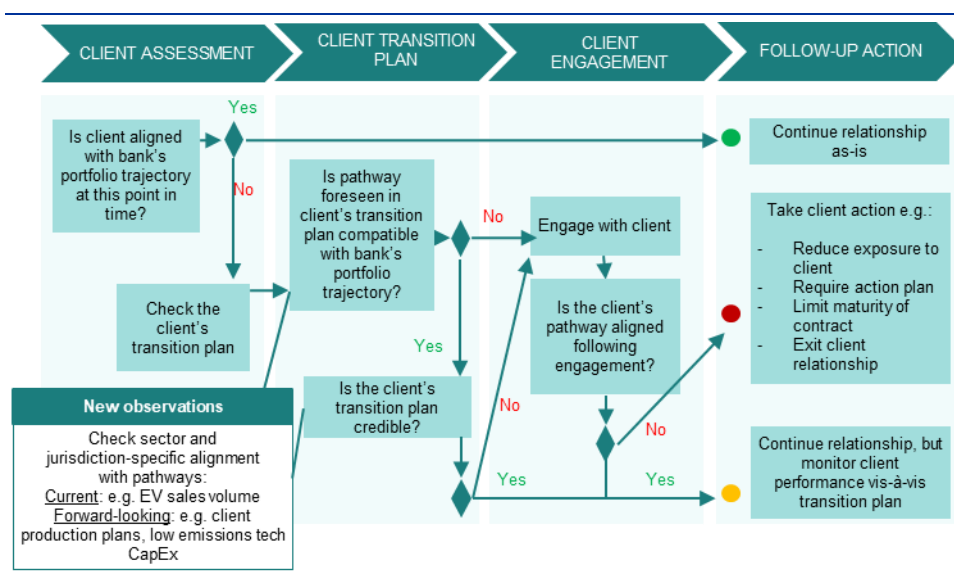 CLIENT ASSESSMENT
CLIENT TRANSITION
PLAN
CLIENT
ENGAGEMENT
FOLLOW-UP ACTION
Yes
Is client aligned
with bank's
portfolio trajectory
at this point in
time?
No
Check the
client's
transition plan
Is pathway
foreseen in
client's transition
plan compatible
with bank's
portfolio
trajectory?
No
Yes
Is the client's
transition plan
credible?
No
Yes
Engage with client
Is the client's
pathway aligned
following
engagement?
No
Yes
Continue relationship
as-is
Take client action e.g.:
- Reduce exposure to
client
- Require action plan
- Limit maturity of
contract
- Exit client
relationship
Continue relationship, but
monitor client
performance vis-à-vis
transition plan
New observations
Check sector and
jurisdiction-specific alignment
with pathways:
Current: e.g. EV sales volume
Forward-looking: e.g. client
production plans, low emissions tech
CapEx